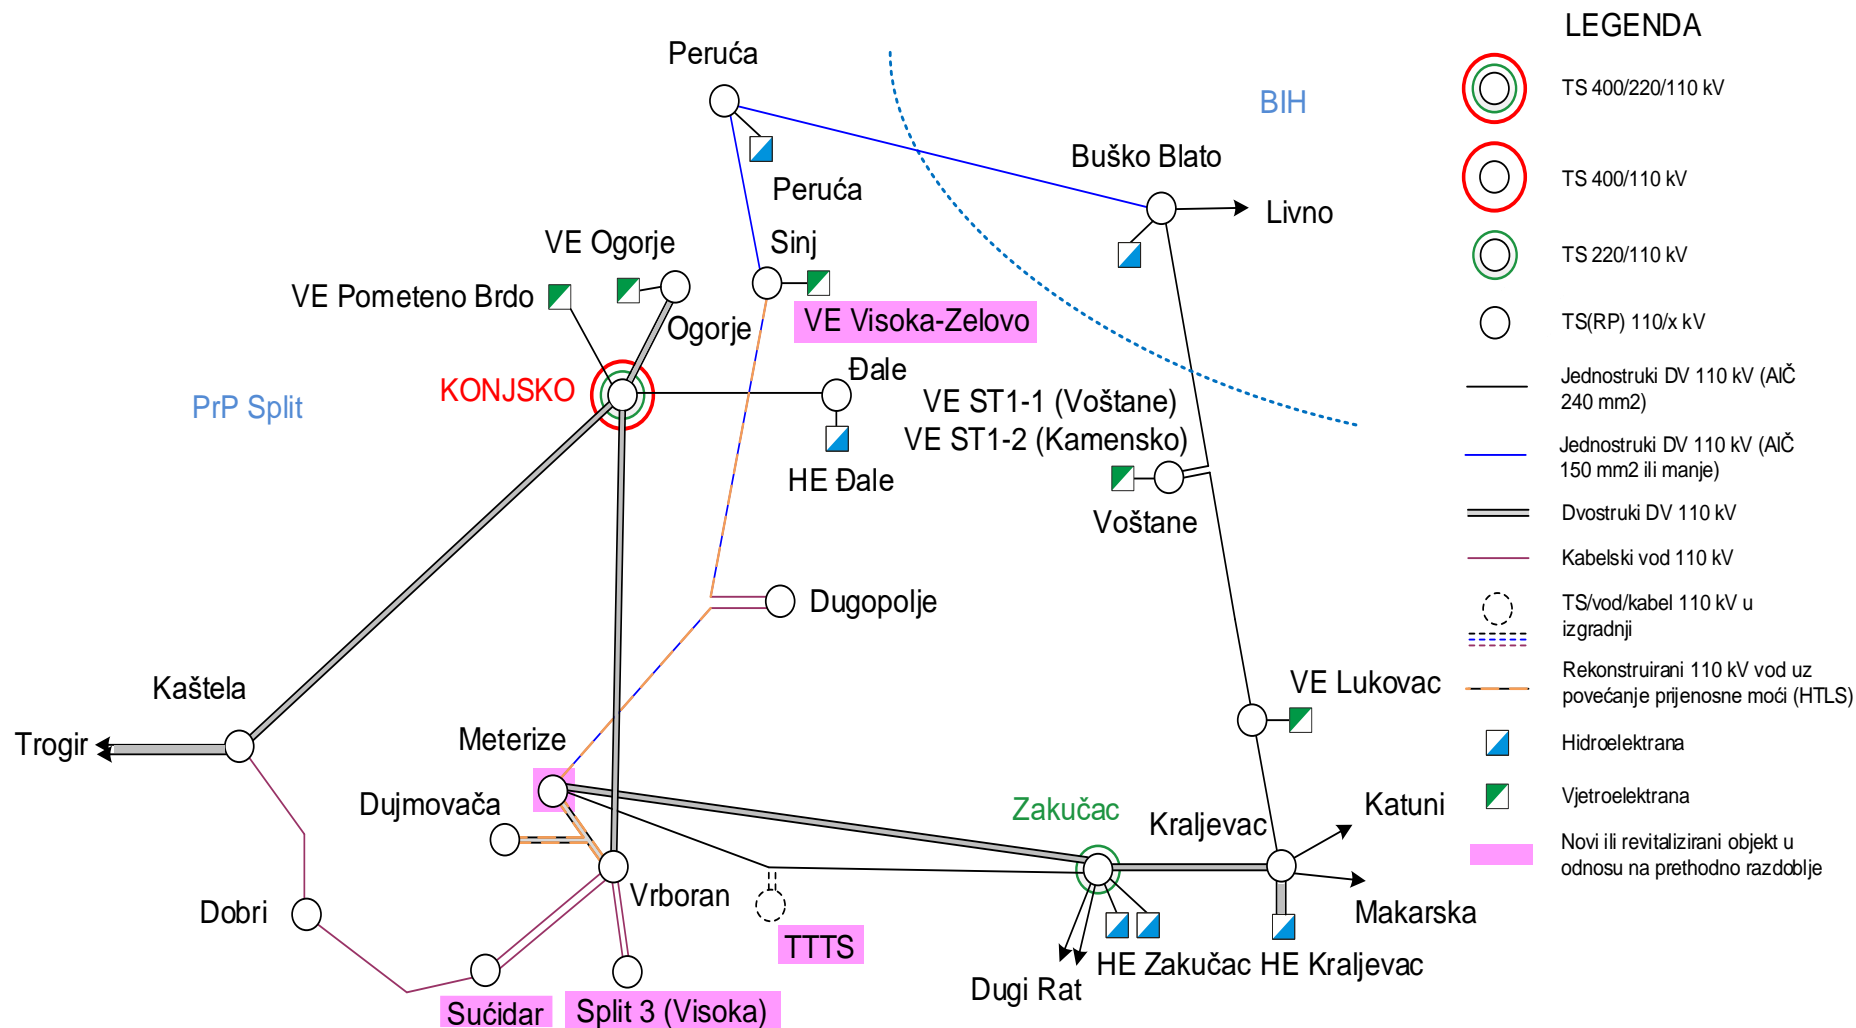 Peruća
BIH
Buško Blato
Peruća
Livno
VE Ogorje
Sinj
VE Pometeno Brdo
VE Visoka-Zelovo
Ogorje
KONJSKO
Đale
PrP Split
VE ST1-1 (Voštane)
VE ST1-2 (Kamensko)
HE Đale
Voštane
Dugopolje
Kaštela
VE Lukovac
Trogir
Meterize
Dujmovača
Zakučac
Kraljevac
Katuni
Vrboran
Dobri
Makarska
TTTS
HE Zakučac
HE Kraljevac
Dugi Rat
Sućidar
Split 3 (Visoka)
LEGENDA
TS 400/220/110 kV
TS 400/110 kV
TS 220/110 kV
TS(RP) 110/x kV
Jednostruki DV 110 kV (AlČ
240 mm2)
Jednostruki DV 110 kV (AlČ
150 mm2 ili manje)
Dvostruki DV 110 kV
Kabelski vod 110 kV
TS/vod/kabel 110 kV u
izgradnji
Rekonstruirani 110 kV vod uz
povećanje prijenosne moći (HTLS)
Hidroelektrana
Vjetroelektrana
Novi ili revitalizirani objekt u
odnosu na prethodno razdoblje